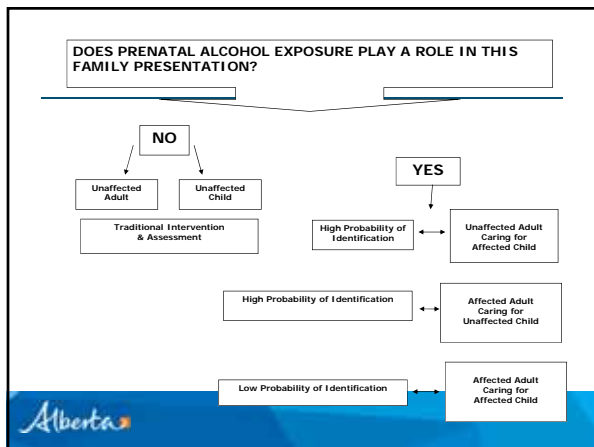 DOES PRENATAL ALCOHOL EXPOSURE PLAY A ROLE IN THIS
FAMILY PRESENTATION?
NO
YES
Unaffected
Adult
Unaffected
Child
Traditional Intervention
& Assessment
High Probability of
Identification
Unaffected Adult
Caring for
Affected Child
High Probability of Identification
Affected Adult
Caring for
Unaffected Child
Low Probability of Identification
Affected Adult
Caring for
Affected Child
Alberta